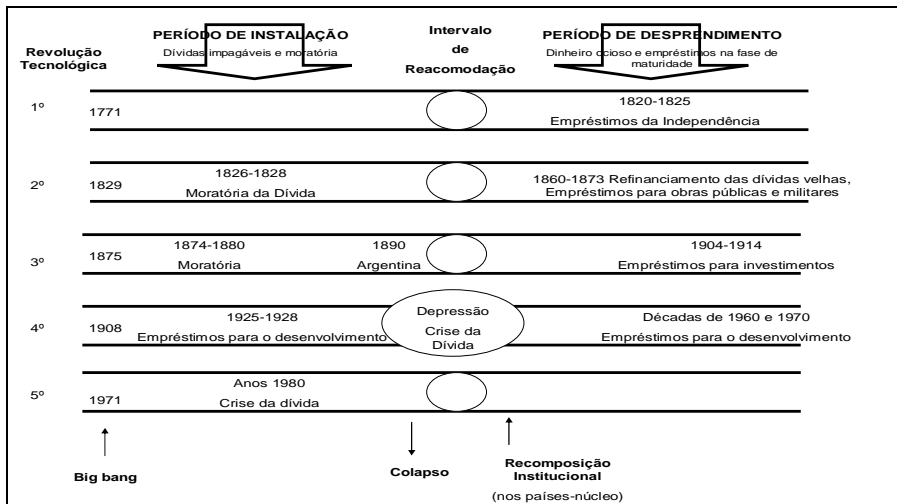 PERÍODO DE INSTALAÇÃO
Dívidas impagáveis e moratória
Intervalo
de
Reacomodação
PERÍODO DE DESPRENDIMENTO
Dinheiro ocioso e empréstimos na fase de
maturidade
Revolução
Tecnológica
1º
1771
1820-1825
Empréstimos da Independência
2º
1829
1826-1828
Moratória da Dívida
1860-1873 Refinanciamento das dívidas velhas,
Empréstimos para obras públicas e militares
3º
1875
1874-1880
Moratória
1890
Argentina
1904-1914
Empréstimos para investimentos
4º
1908
1925-1928
Empréstimos para o desenvolvimento
Depressão
Crise da
Dívida
Décadas de 1960 e 1970
Empréstimos para o desenvolvimento
5º
1971
Anos 1980
Crise da dívida
Big bang
Colapso
Recomposição
Institucional
(nos países-núcleo)